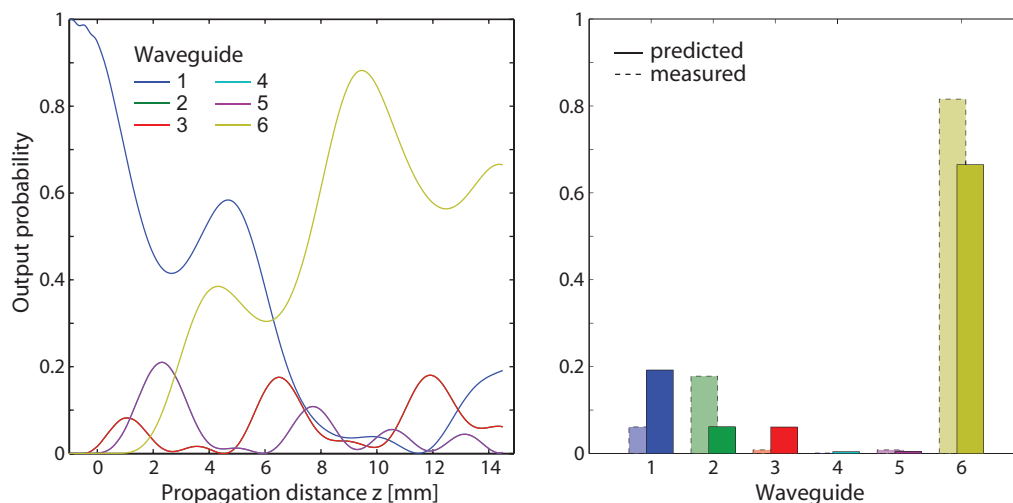 Waveguide
1 4
2 5
3 6
Output probability
1
0.8
0.6
0.4
0.2
0
0 2 4 6 8 10 12 14
Propagation distance z [mm]
predicted
measured
1
0.8
0.6
0.4
0.2
0
1 2 3 4 5 6
Waveguide